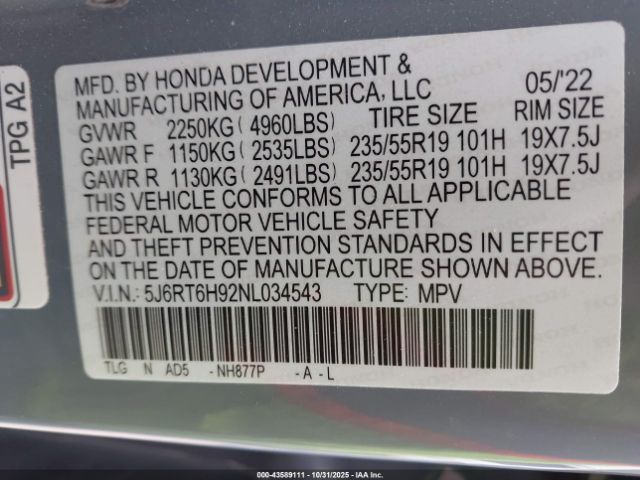 TPG A2
MFD. BY HONDA DEVELOPMENT & 05/'22
MANUFACTURING OF AMERICA, LLC
TIRE SIZE RIM SIZE
GVWR 2250KG (4960LBS)
GAWR F 1150KG (2535LBS) 235/55R19 101H 19X7.5J
GAWR R 1130KG (2491LBS) 235/55R19 101H 19X7.5J
THIS VEHICLE CONFORMS TO ALL APPLICABLE
FEDERAL MOTOR VEHICLE SAFETY
AND THEFT PREVENTION STANDARDS IN EFFECT
ON THE DATE OF MANUFACTURE SHOWN ABOVE.
V.I.N.: 5J6RT6H92NL034543 TYPE: MPV
TLG N AD5 -NH877P -A-L
000-43589111 - 10/31/2025 - IAA Inc.